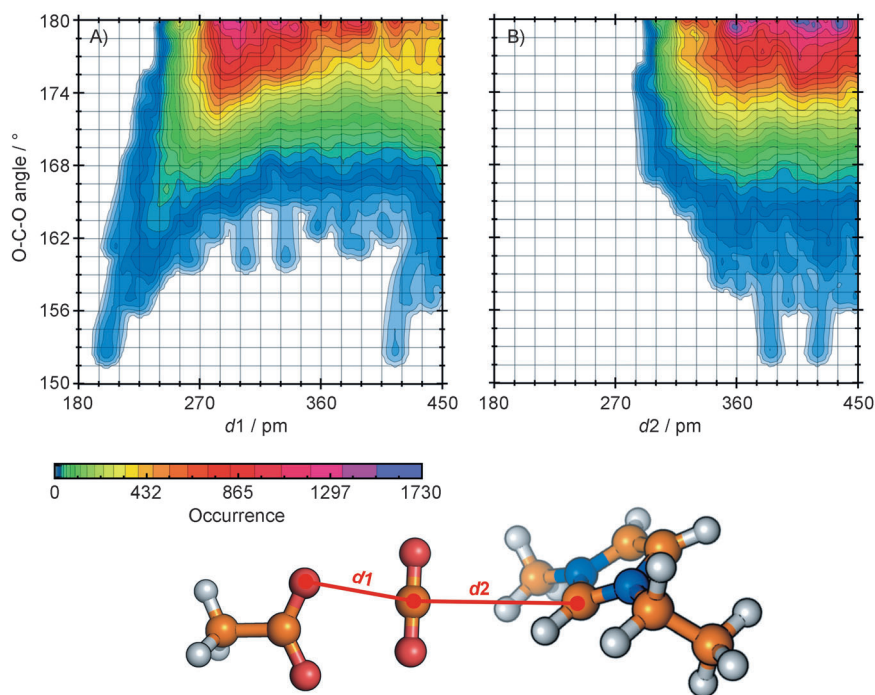 A)
180
174
168
162
156
150
O-C-O angle / °
180 270 360 450
d1 / pm
B)
180 270 360 450
d2 / pm
0 432 865 1297 1730
Occurrence
d1
d2